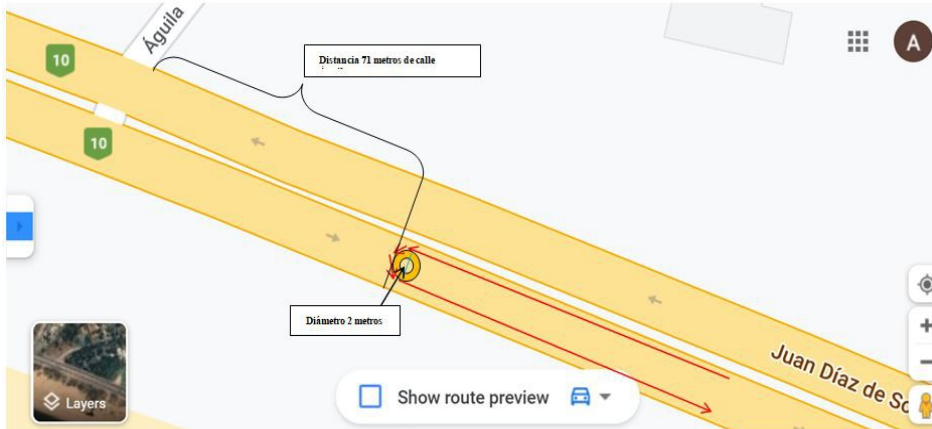 Águila
10
Distancia 71 metros de calle
A
10
Diámetro 2 metros
Juan Díaz de So
Layers
Show route preview